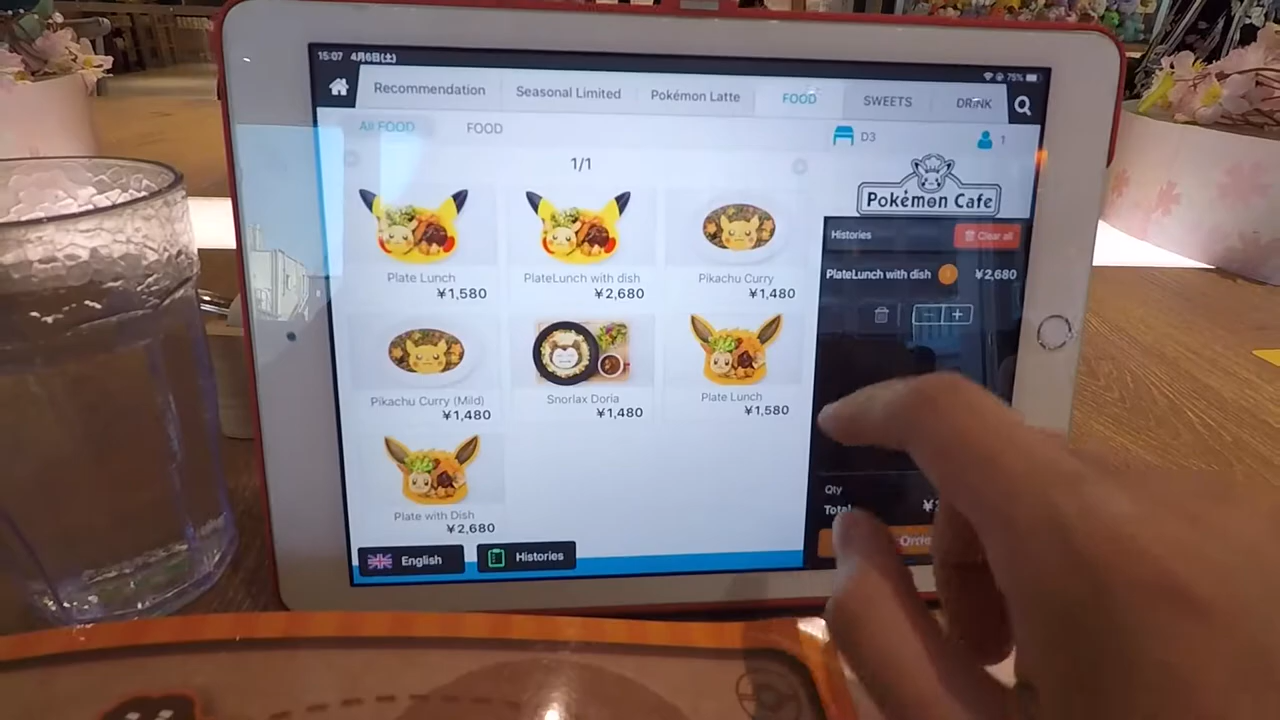 15:07 4月6日(土)
75%
Recommendation
Seasonal Limited
Pokémon Latte
FOOD
SWEETS
DRINK
All FOOD
FOOD
D3
1
1/1
Pokémon Cafe
Histories
Clear all
PlateLunch with dish
¥2,680
Plate Lunch
¥1,580
PlateLunch with dish
¥2,680
Pikachu Curry
¥1,480
Pikachu Curry (Mild)
¥1,480
Snorlax Doria
¥1,480
Plate Lunch
¥1,580
Plate with Dish
¥2,680
Qty
Total
English
Histories